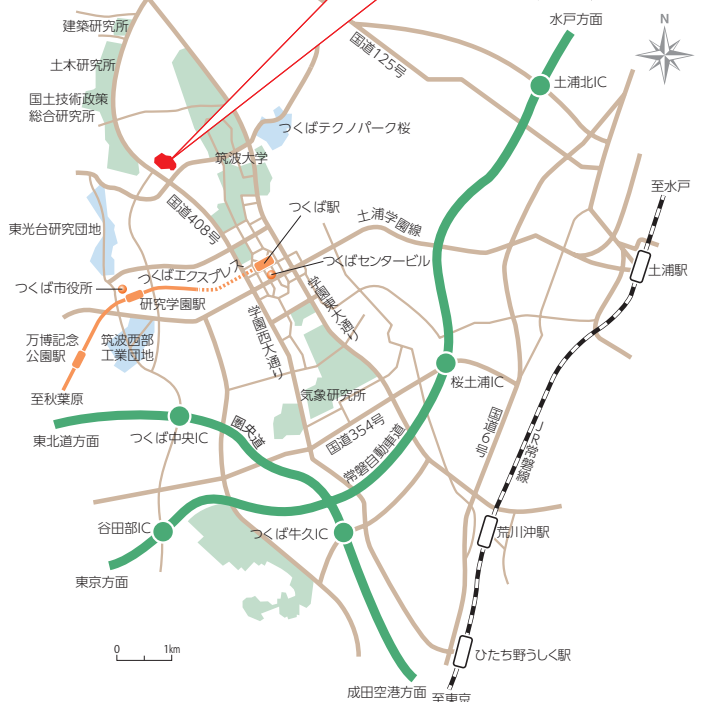 建築研究所
土木研究所
国土技術政策
総合研究所
国道125号
水戸方面
N
土浦北IC
つくばテクノパーク桜
筑波大学
国道408号
つくば駅
土浦学園線
至水戸
東光台研究団地
つくばエクスプレス
つくばセンタービル
土浦駅
つくば市役所
研究学園駅
学園東大通り
学園西大通り
万博記念
公園駅
筑波西部
工業団地
至秋葉原
気象研究所
桜土浦IC
東北道方面
つくば中央IC
圏央道
国道354号
常磐自動車道
国道6号
JR常磐線
谷田部IC
つくば牛久IC
荒川沖駅
東京方面
0 1km
ひたち野うしく駅
成田空港方面
至東京